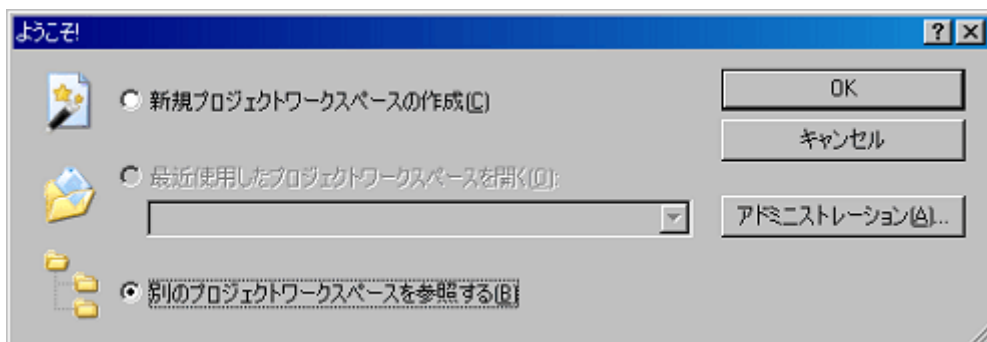 ようこそ!
新規プロジェクトワークスペースの作成(C)
OK
キャンセル
最近使用したプロジェクトワークスペースを開く(O):
アドミニストレーション(A)...
別のプロジェクトワークスペースを参照する(B)